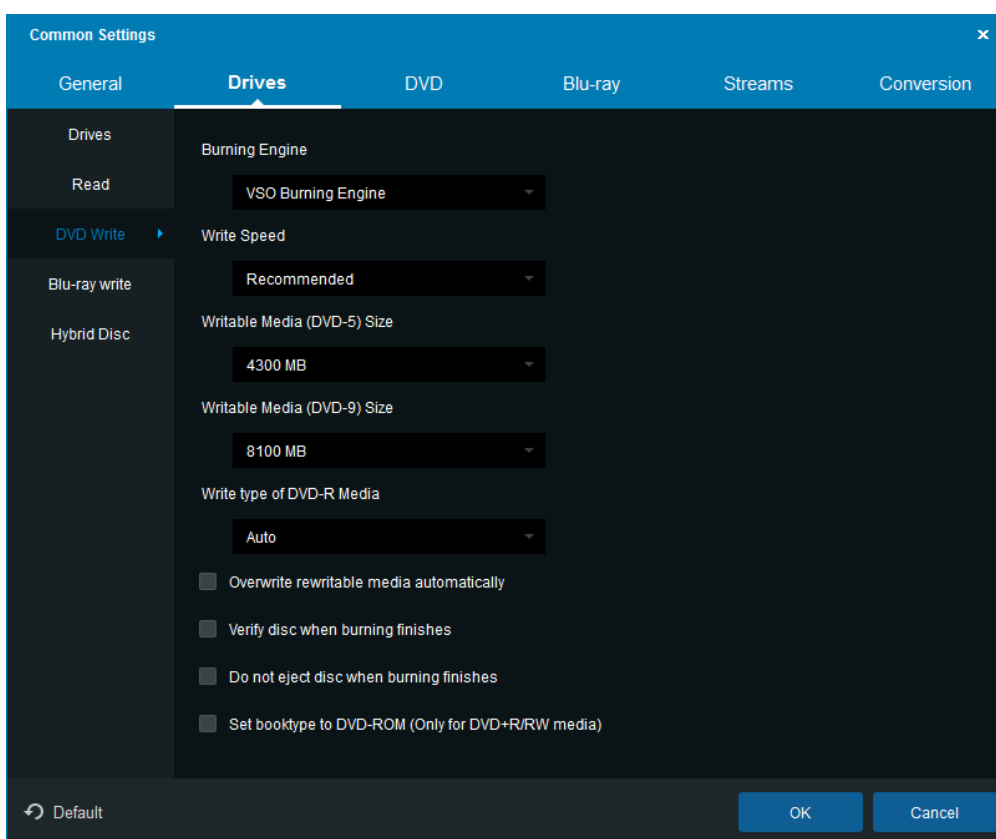 Common Settings
General Drives DVD Blu-ray Streams Conversion
Drives
Read
DVD Write
Blu-ray write
Hybrid Disc
Burning Engine
VSO Burning Engine
Write Speed
Recommended
Writable Media (DVD-5) Size
4300 MB
Writable Media (DVD-9) Size
8100 MB
Write type of DVD-R Media
Auto
Overwrite rewritable media automatically
Verify disc when burning finishes
Do not eject disc when burning finishes
Set booktype to DVD-ROM (Only for DVD+R/RW media)
Default OK Cancel